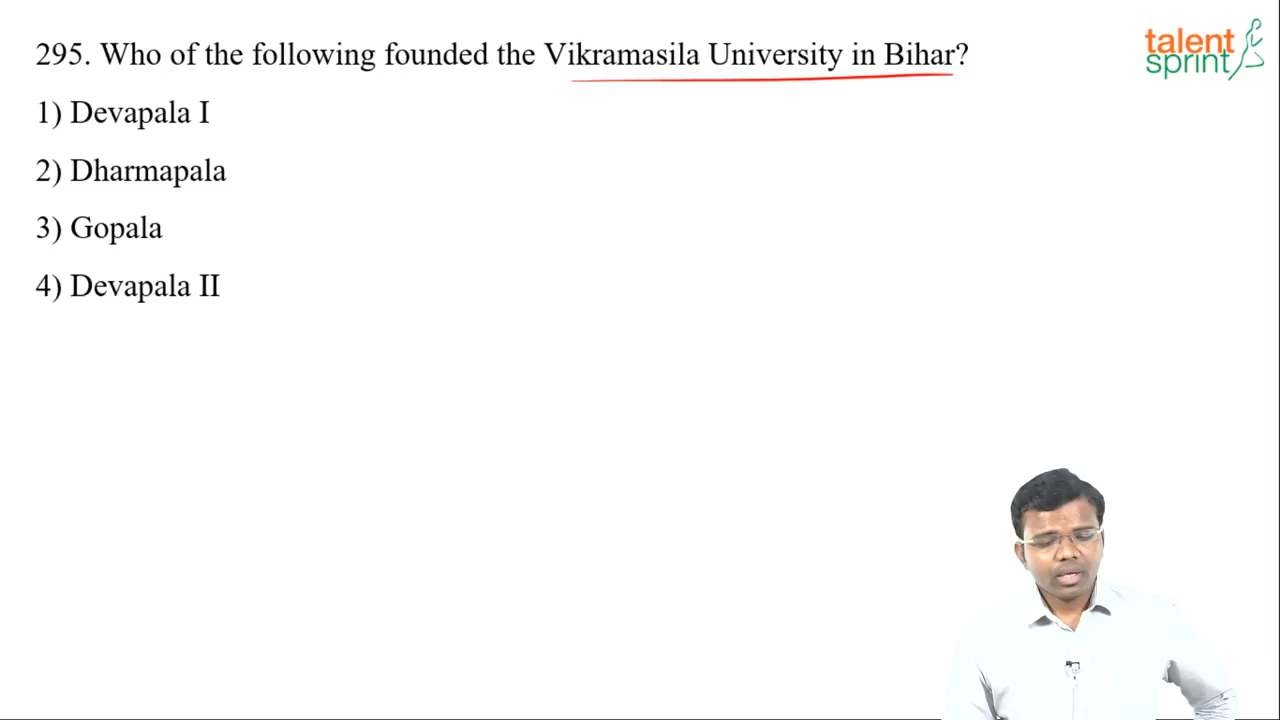 295. Who of the following founded the Vikramasila University in Bihar?
1) Devapala I
2) Dharmapala
3) Gopala
4) Devapala II
talent
sprint